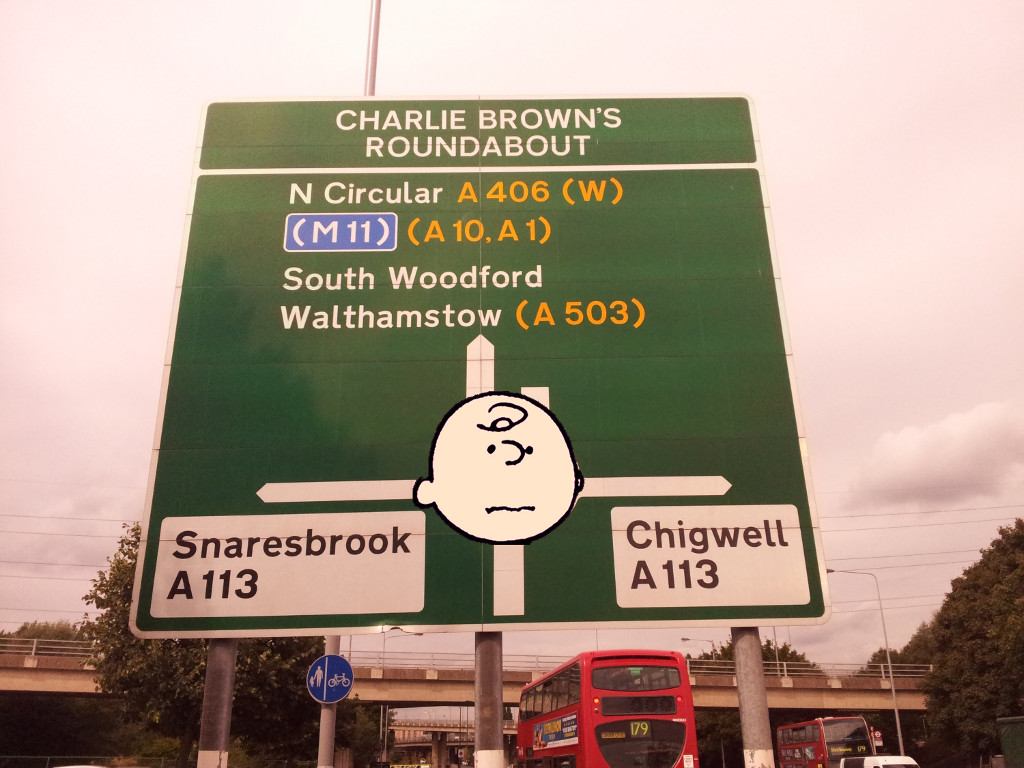 CHARLIE BROWN'S
ROUNDABOUT
N Circular A 406 (W)
(M 11) (A 10, A 1)
South Woodford
Walthamstow (A 503)
Snaresbrook
A 113
Chigwell
A 113
179